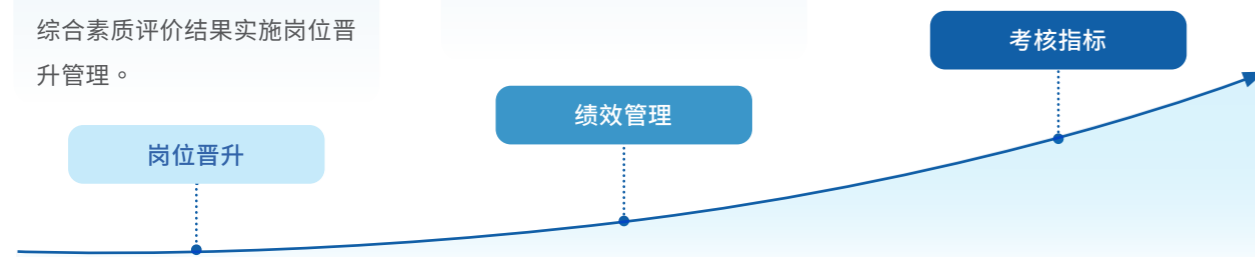 综合素质评价结果实施岗位晋
升管理。
岗位晋升
绩效管理
考核指标